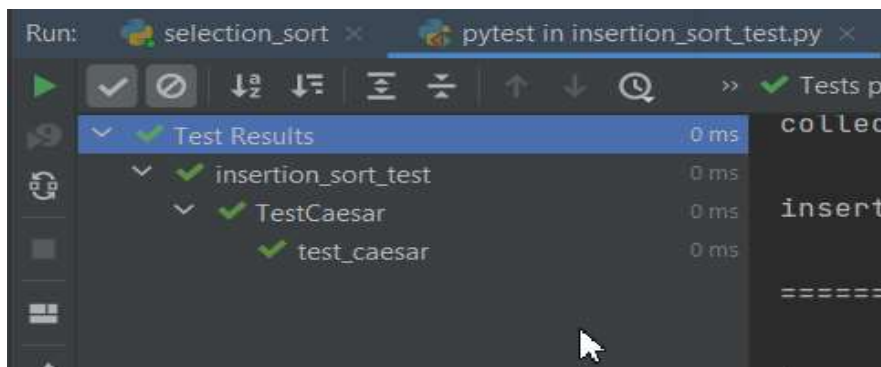 Run: selection_sort × pytest in insertion_sort_test.py ×
Tests p
Test Results 0 ms
collec
insertion_sort_test 0 ms
insert
TestCaesar 0 ms
test_caesar 0 ms
=======